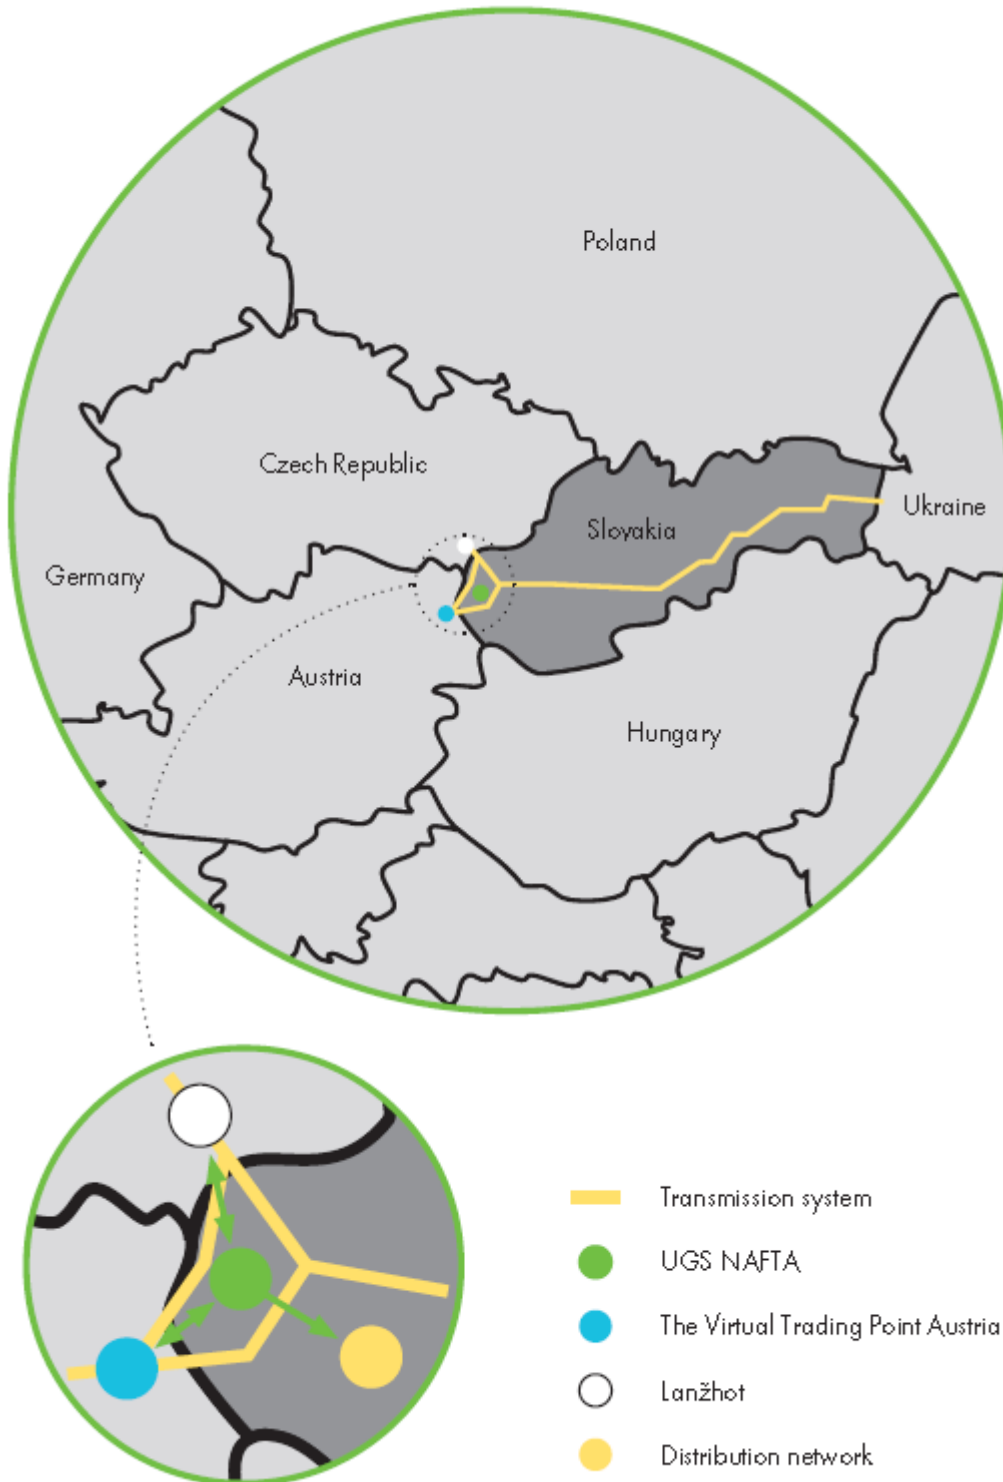 Poland
Czech Republic
Slovakia
Ukraine
Germany
Austria
Hungary
Transmission system
UGS NAFTA
The Virtual Trading Point Austria
Lanžhot
Distribution network